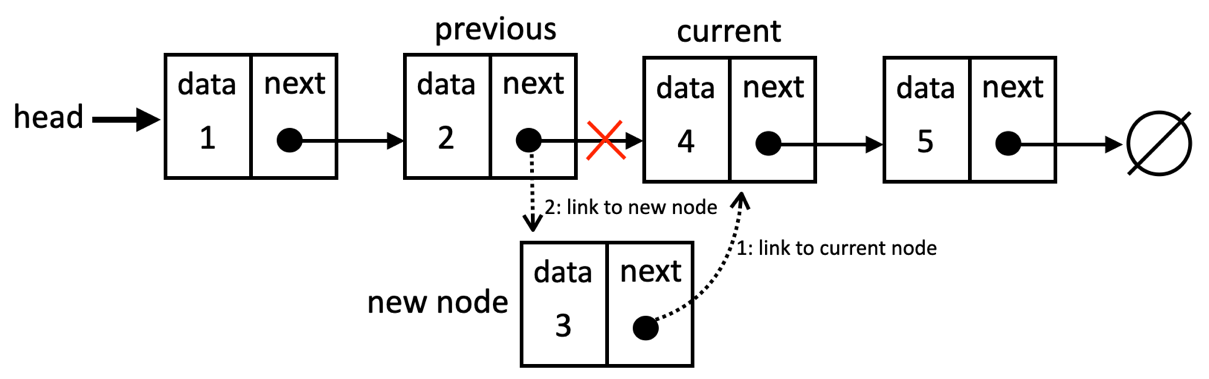 previous
current
head
data
next
1
data
next
2
data
next
4
data
next
5
2: link to new node
1: link to current node
new node
data
next
3